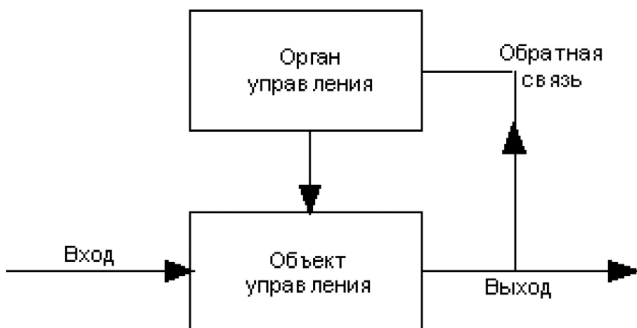 Орган
управления
Обратная
связь
Вход
Объект
управления
Выход